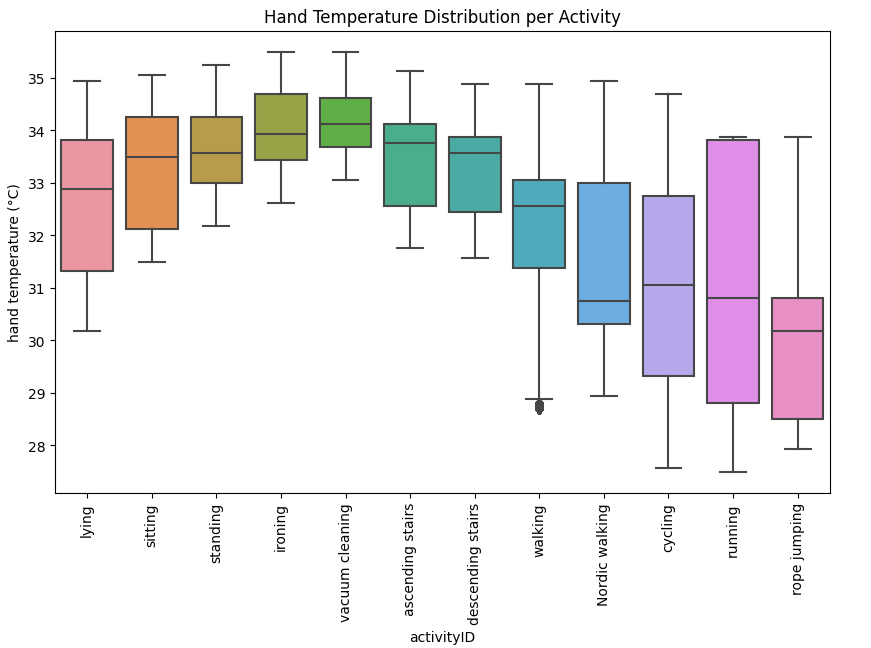 Hand Temperature Distribution per Activity
hand temperature (°C)
35
34
33
32
31
30
29
28
lying
sitting
standing
ironing
vacuum cleaning
ascending stairs
descending stairs
walking
Nordic walking
cycling
running
rope jumping
activityID